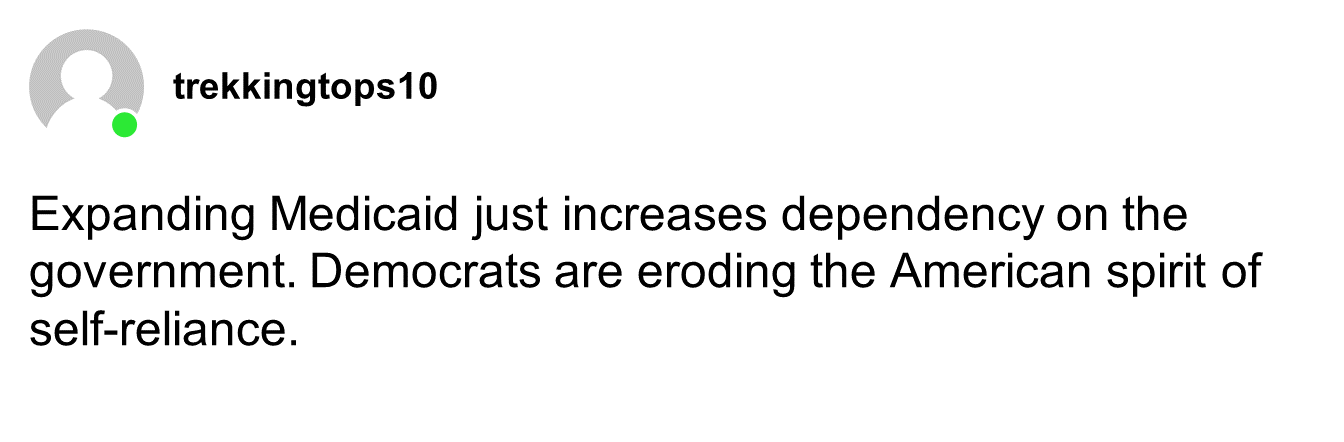 trekkingtops10
Expanding Medicaid just increases dependency on the
government. Democrats are eroding the American spirit of
self-reliance.